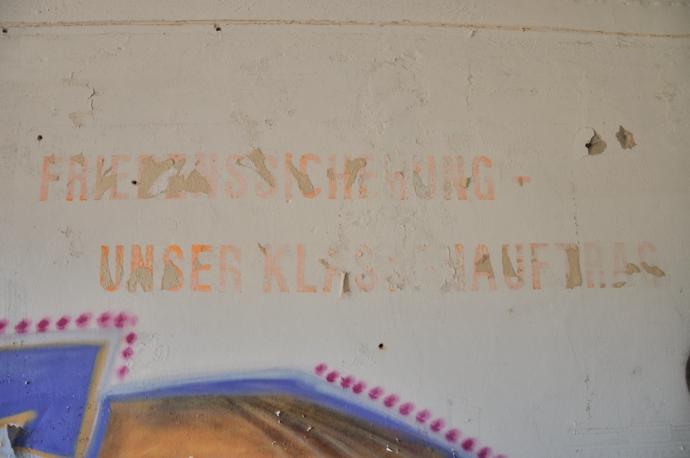 FRIEDENSSICHERUNG -
UNSER KLASSENAUFTRAG